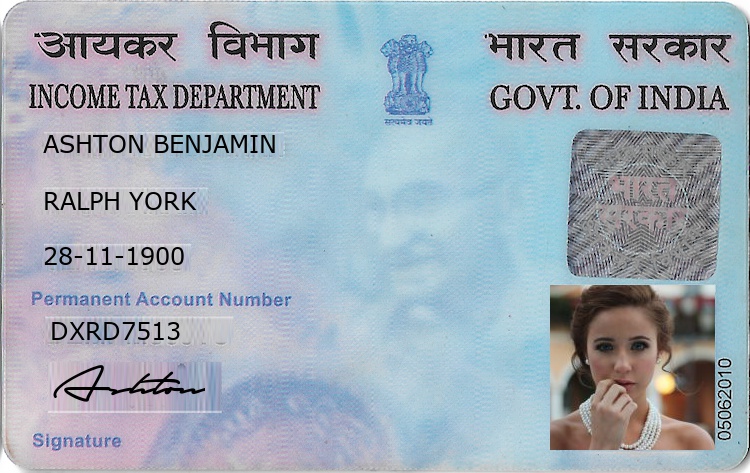 आयकर विभाग
भारत सरकार
INCOME TAX DEPARTMENT
GOVT. OF INDIA
सत्यमेव जयते
ASHTON BENJAMIN
भारत
सरकार
RALPH YORK
28-11-1900
Permanent Account Number
DXRD7513
Ashton
Signature
05062010